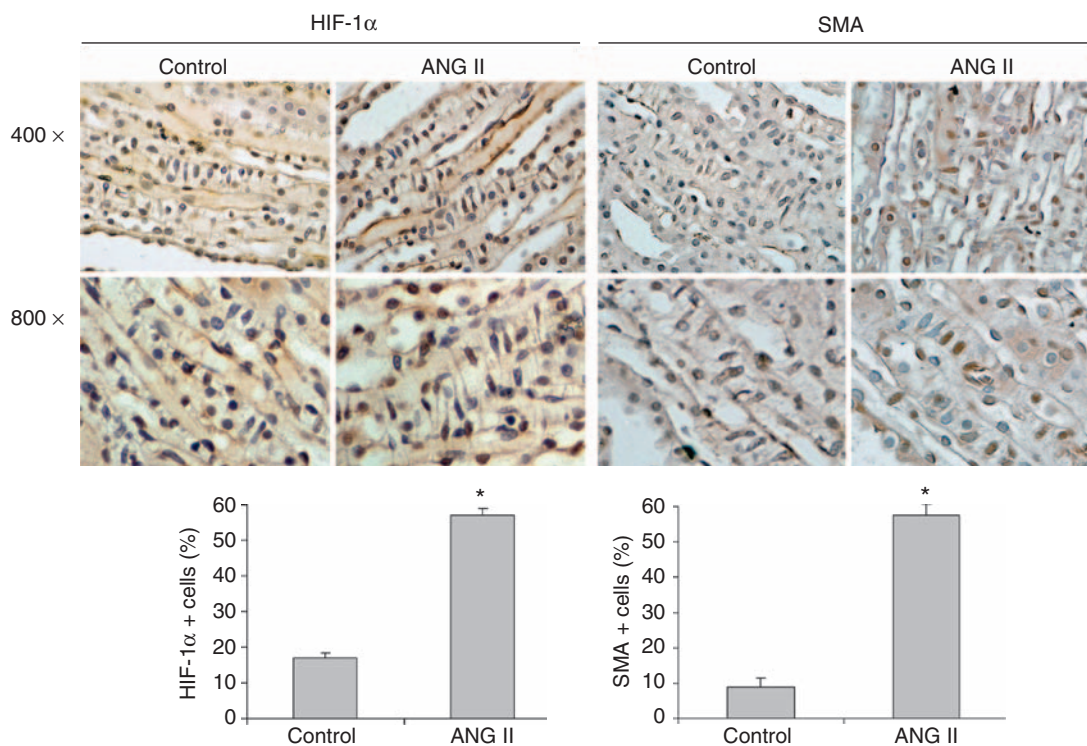 HIF-1α
SMA
Control
ANG II
Control
ANG II
400 ×
800 ×
*
60
50
40
30
20
10
0
HIF-1α + cells (%)
Control
ANG II
*
60
50
40
30
20
10
0
SMA + cells (%)
Control
ANG II